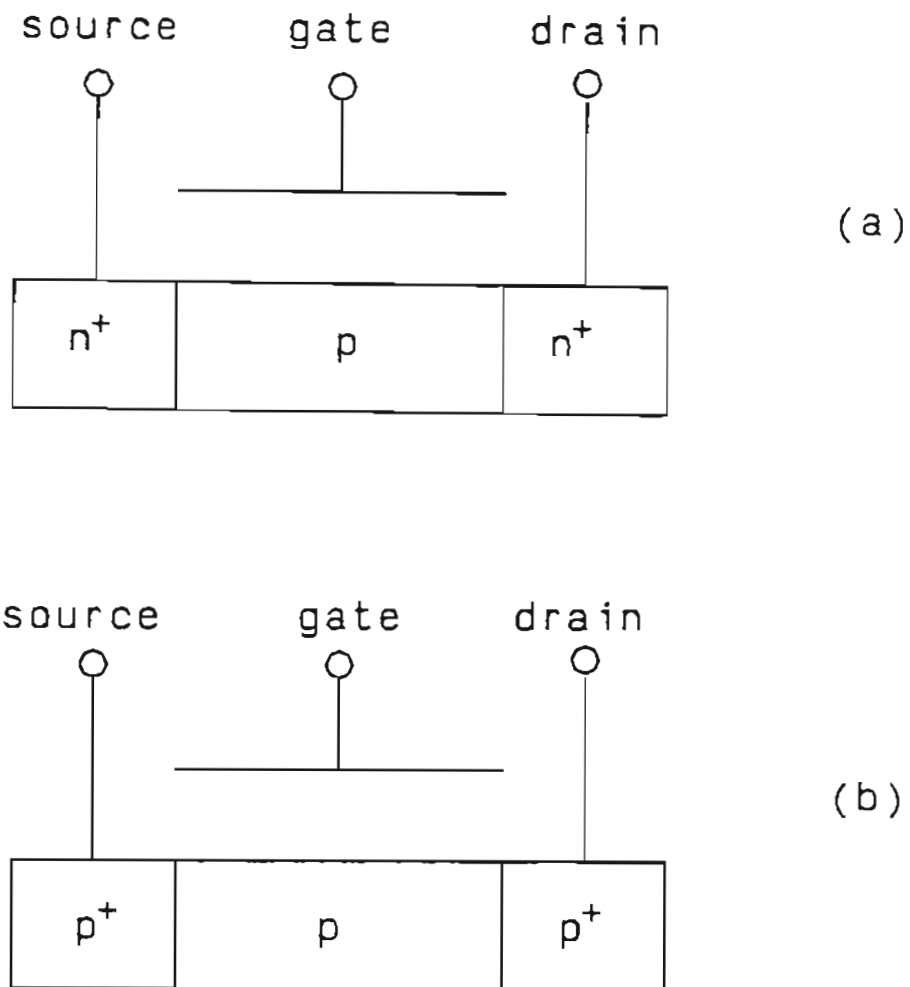 source gate drain
(a)
n⁺ p n⁺
source gate drain
(b)
p⁺ p p⁺